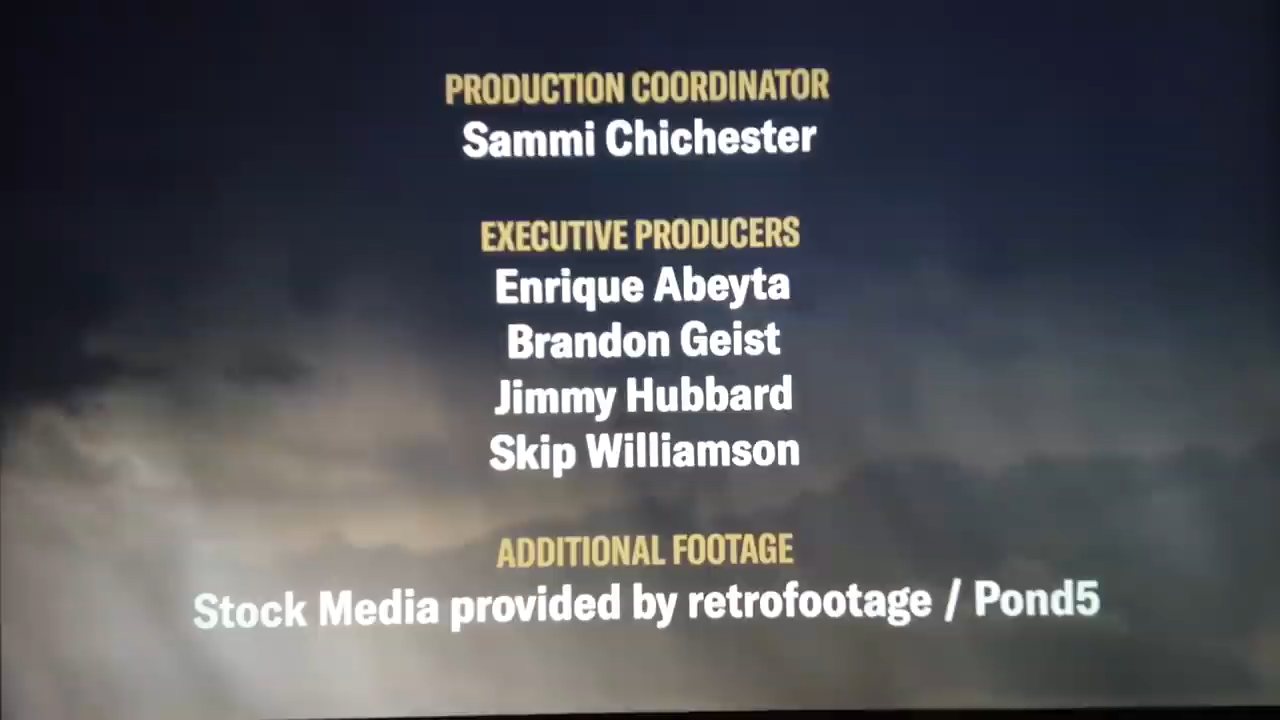 PRODUCTION COORDINATOR
Sammi Chichester
EXECUTIVE PRODUCERS
Enrique Abeyta
Brandon Geist
Jimmy Hubbard
Skip Williamson
ADDITIONAL FOOTAGE
Stock Media provided by retrofootage / Pond5